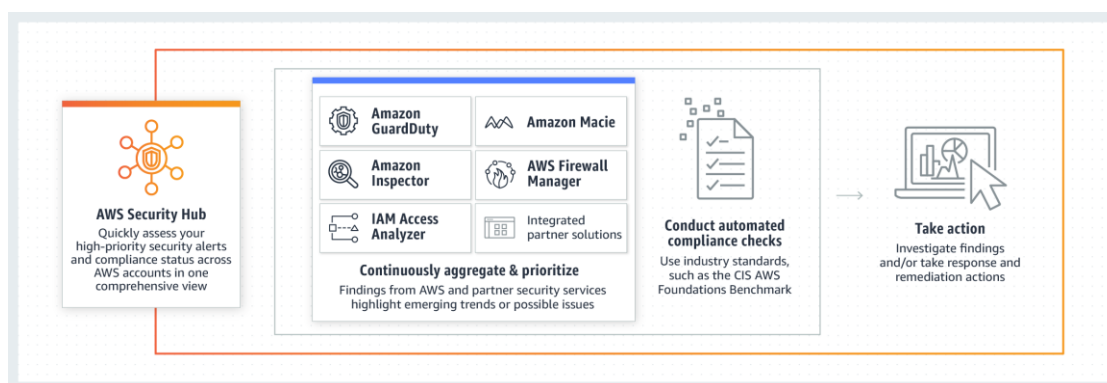 AWS Security Hub
Quickly assess your
high-priority security alerts
and compliance status across
AWS accounts in one
comprehensive view
Amazon
GuardDuty
Amazon Macie
Amazon
Inspector
AWS Firewall
Manager
IAM Access
Analyzer
Integrated
partner solutions
Continuously aggregate & prioritize
Findings from AWS and partner security services
highlight emerging trends or possible issues
Conduct automated
compliance checks
Use industry standards,
such as the CIS AWS
Foundations Benchmark
Take action
Investigate findings
and/or take response and
remediation actions